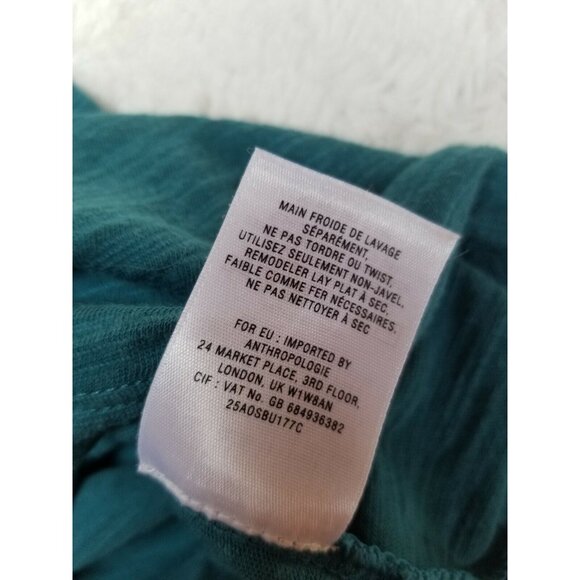 MAIN FROIDE DE LAVAGE
SÉPARÉMENT,
NE PAS TORDRE OU TWIST,
UTILISEZ SEULEMENT NON-JAVEL,
REMODELER LAY PLAT À SEC,
FAIBLE COMME FER NÉCESSAIRES,
NE PAS NETTOYER À SEC
FOR EU : IMPORTED BY
ANTHROPOLOGIE
24 MARKET PLACE, 3RD FLOOR,
LONDON, UK W1W8AN
CIF : VAT No. GB 684936382
25AOSBU177C